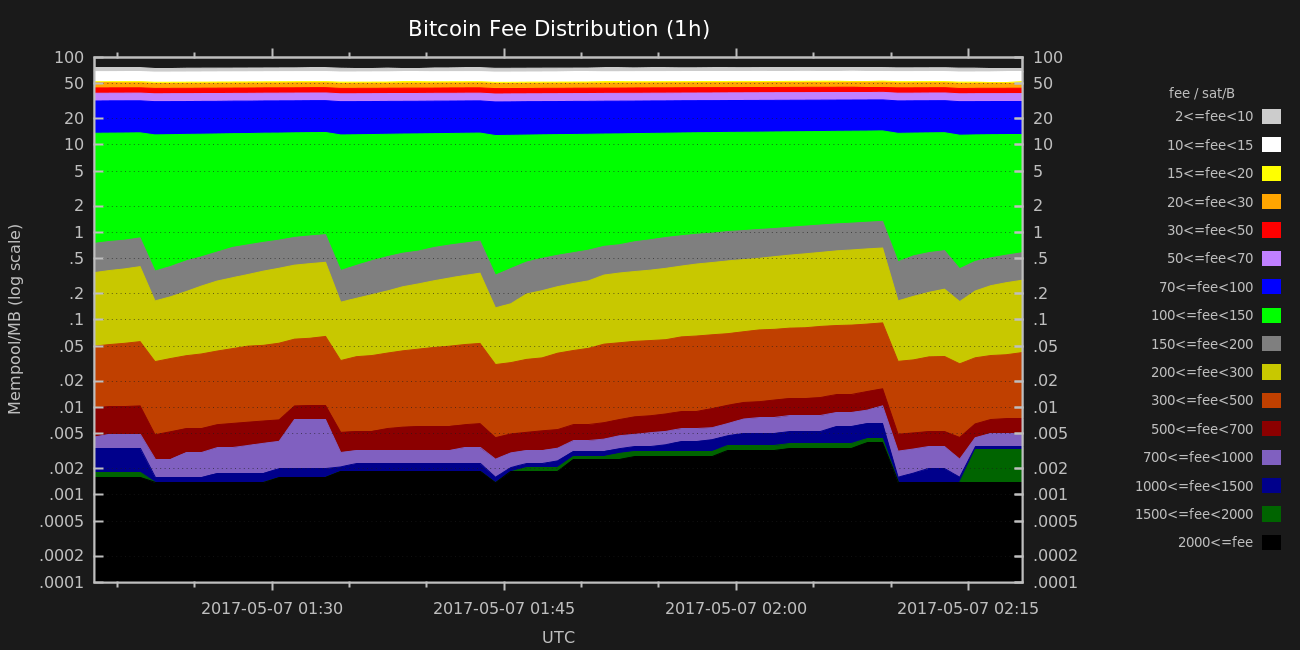 Bitcoin Fee Distribution (1h)
Mempool/MB (log scale)
100
50
20
10
5
2
1
.5
.2
.1
.05
.02
.01
.005
.002
.001
.0005
.0002
.0001
100
50
20
10
5
2
1
.5
.2
.1
.05
.02
.01
.005
.002
.001
.0005
.0002
.0001
fee / sat/B
2<=fee<10
10<=fee<15
15<=fee<20
20<=fee<30
30<=fee<50
50<=fee<70
70<=fee<100
100<=fee<150
150<=fee<200
200<=fee<300
300<=fee<500
500<=fee<700
700<=fee<1000
1000<=fee<1500
1500<=fee<2000
2000<=fee
2017-05-07 01:30
2017-05-07 01:45
2017-05-07 02:00
2017-05-07 02:15
UTC